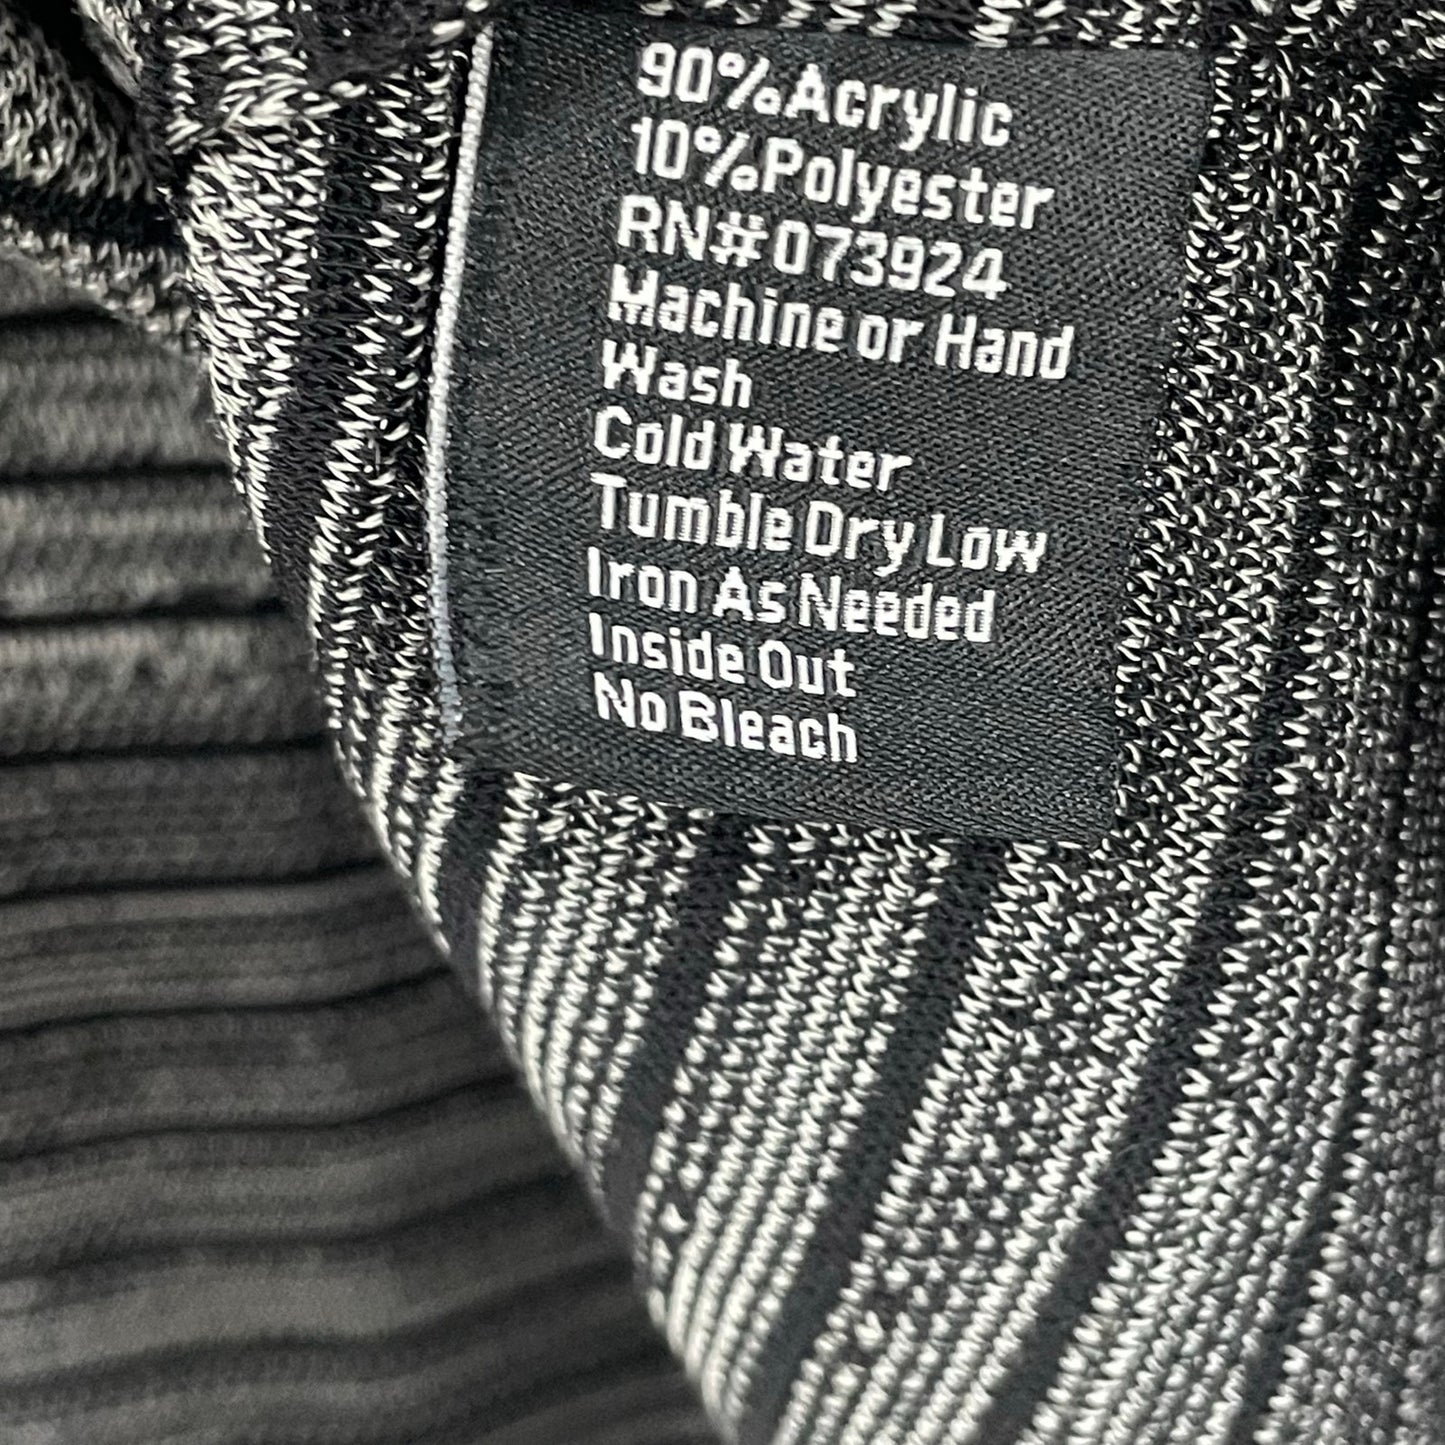 90%Acrylic
10%Polyester
RN#073924
Machine or Hand
Wash
Cold Water
Tumble Dry Low
Iron As Needed
Inside Out
No Bleach